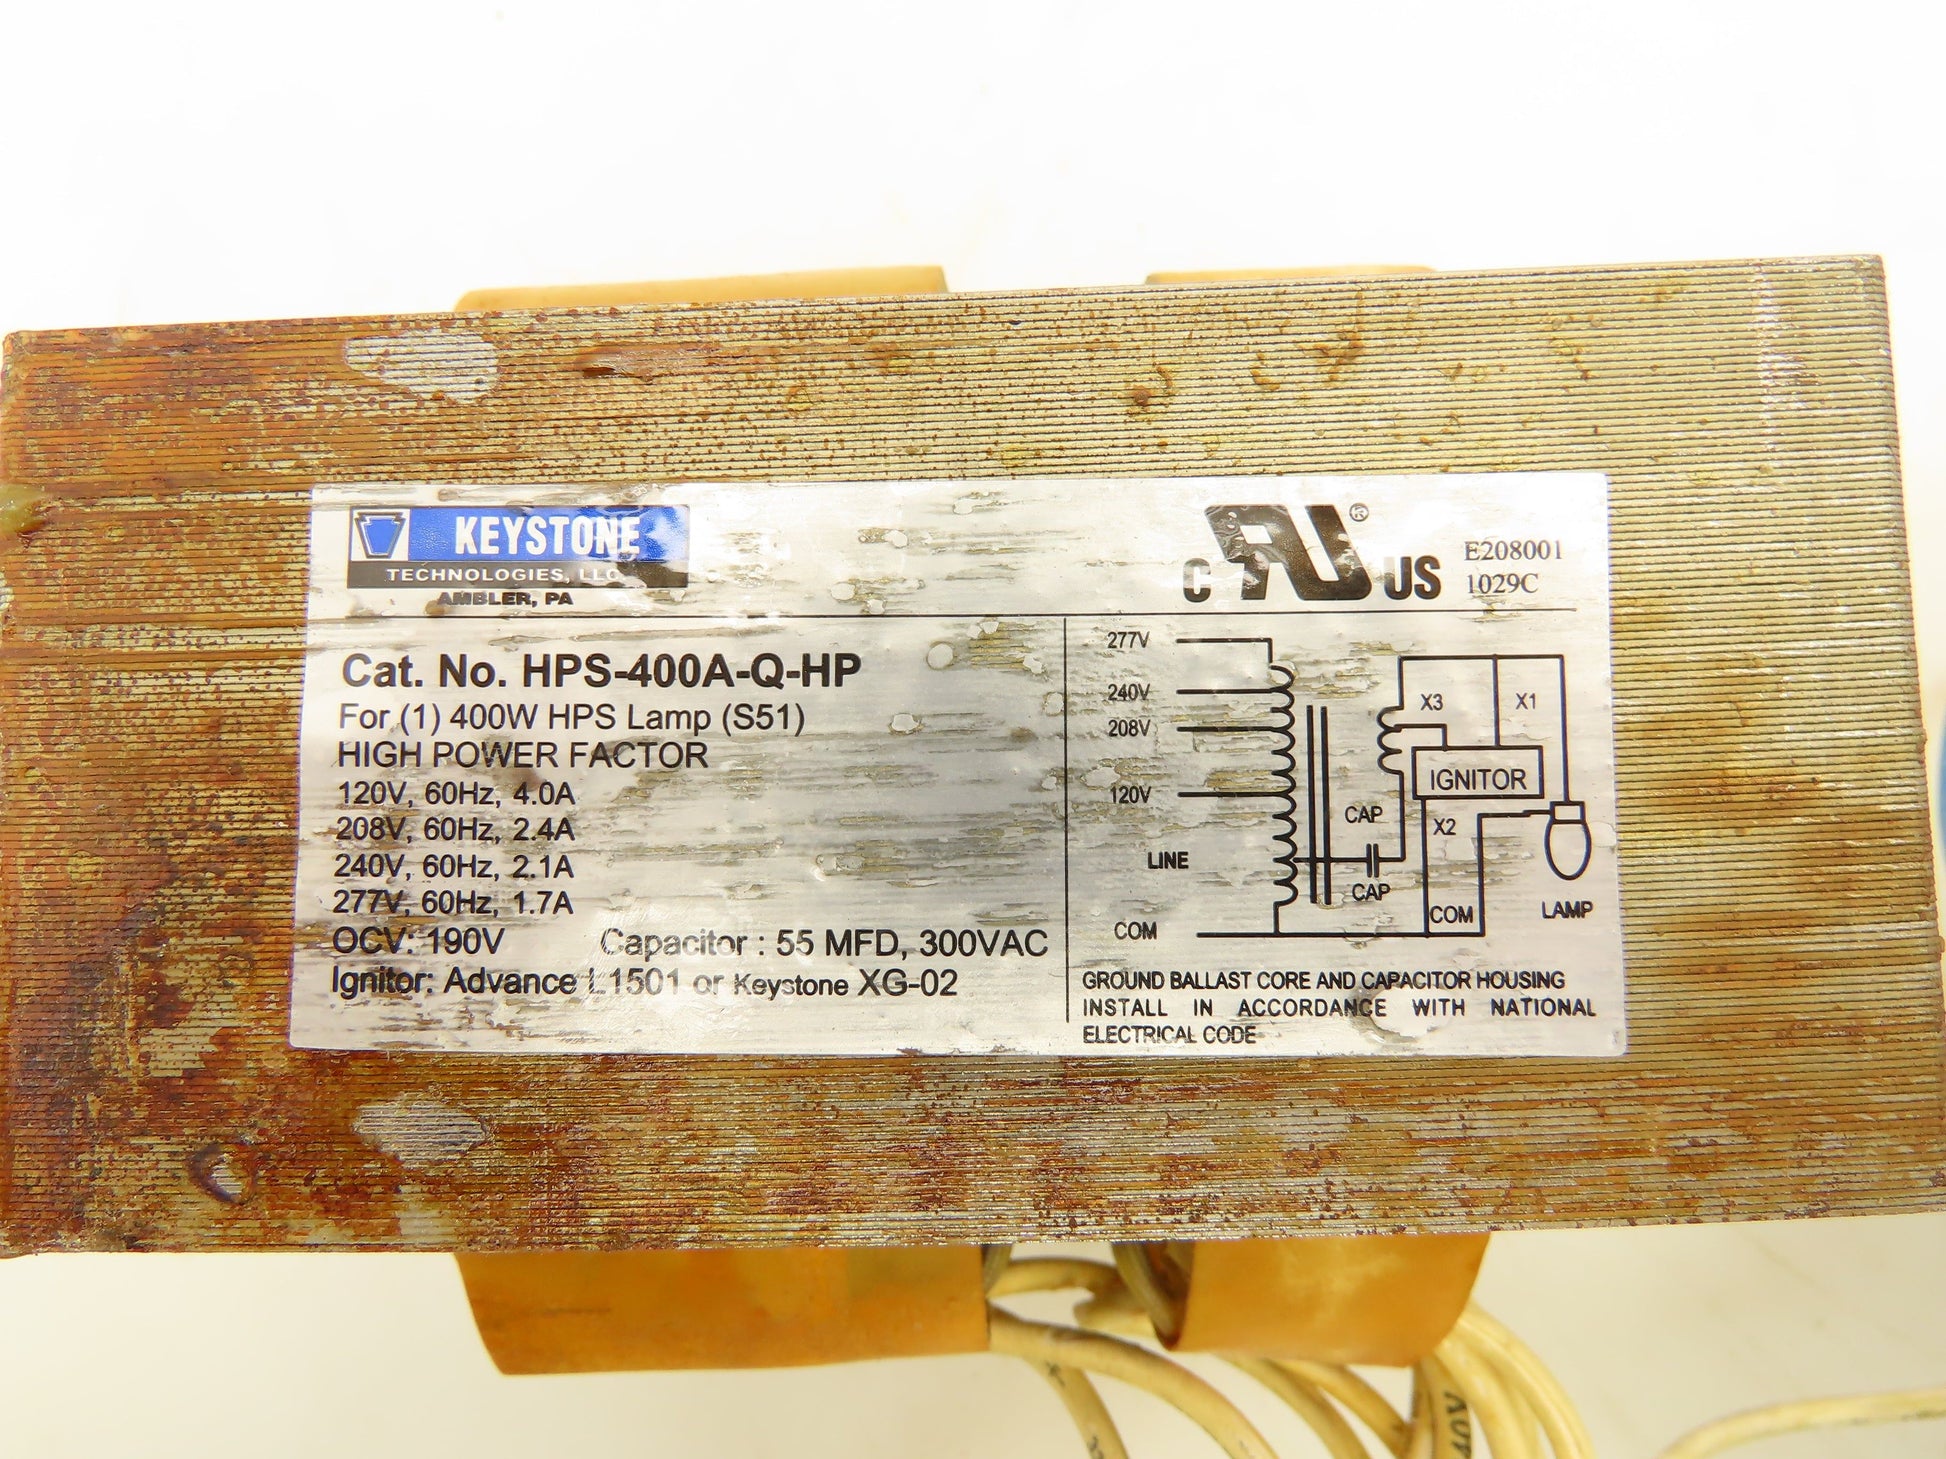 KEYSTONE
TECHNOLOGIES, LLC
AMBLER, PA
c RU ® US
E208001
1029C
Cat. No. HPS-400A-Q-HP
For (1) 400W HPS Lamp (S51)
HIGH POWER FACTOR
120V, 60Hz, 4.0A
208V, 60Hz, 2.4A
240V, 60Hz, 2.1A
277V, 60Hz, 1.7A
OCV: 190V Capacitor : 55 MFD, 300VAC
Ignitor: Advance L1501 or Keystone XG-02
277V
240V
208V
120V
LINE
COM
X3
X1
IGNITOR
CAP
X2
CAP
COM
LAMP
GROUND BALLAST CORE AND CAPACITOR HOUSING
INSTALL IN ACCORDANCE WITH NATIONAL
ELECTRICAL CODE